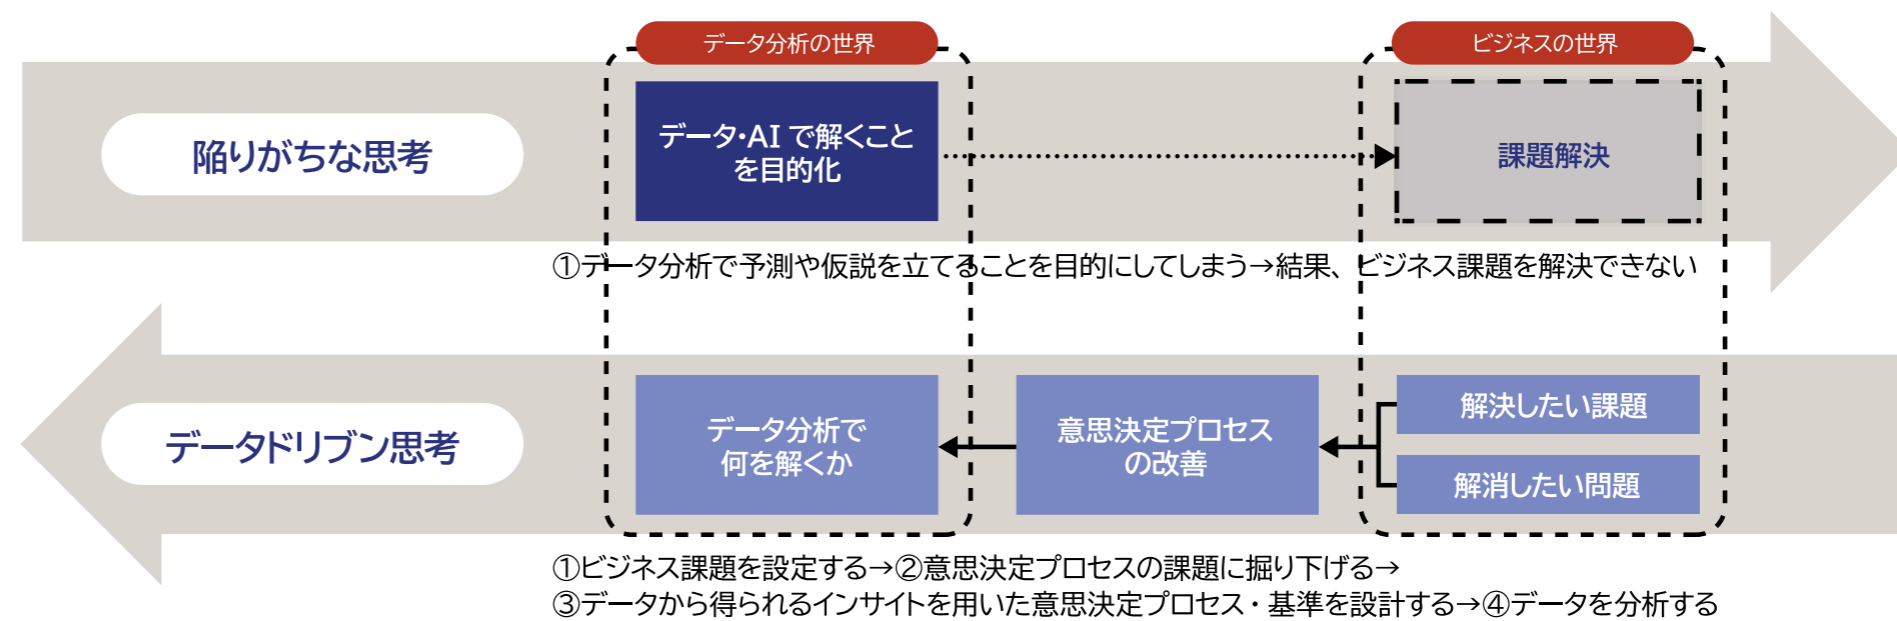 データ分析の世界
ビジネスの世界
陥りがちな思考
データ・AI で解くこと
を目的化
課題解決
①データ分析で予測や仮説を立てることを目的にしてしまう→結果、ビジネス課題を解決できない
データドリブン思考
データ分析で
何を解くか
意思決定プロセス
の改善
解決したい課題
解消したい問題
①ビジネス課題を設定する→②意思決定プロセスの課題に掘り下げる→
③データから得られるインサイトを用いた意思決定プロセス・基準を設計する→④データを分析する